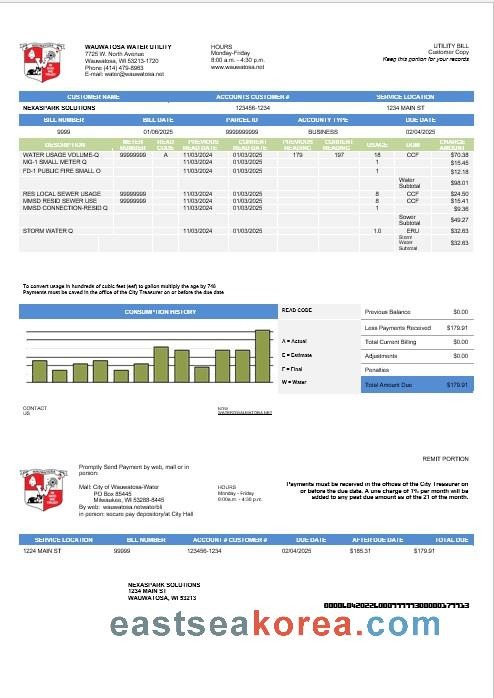 WAUWATOSA WATER UTILITY
7725 W. North Avenue
Wauwatosa, WI 53213-1720
Phone (414) 479-8963
E-mail: water@wauwatosa.net
HOURS
Monday-Friday
8:00 a.m. - 4:30 p.m.
www.wauwatosa.net
UTILITY BILL
Customer Copy
Keep this portion for your records
CUSTOMER NAME ACCOUNTS CUSTOMER # SERVICE LOCATION
NEXASPARK SOLUTIONS 123456-1234 1234 MAIN ST
BILL NUMBER BILL DATE PARCEL ID ACCOUNTY TYPE DUE DATE
9999 01/06/2025 9999999999 BUSINESS 02/04/2025
DESCRIPTION METER NUMBER READ CODE PREVIOUS READ DATE CURRENT READ DATE PREVIOUS READING CURRENT READING USAGE UOM CHARGE AMOUNT
WATER USAGE VOLUME-Q 99999999 A 11/03/2024 01/03/2025 179 197 18 CCF $70.38
MG-1 SMALL METER Q 11/03/2024 01/03/2025 1 $15.45
FD-1 PUBLIC FIRE SMALL O 11/03/2024 01/03/2025 1 $12.18
Water
Subtotal $98.01
RES LOCAL SEWER USAGE 11/03/2024 01/03/2025 8 CCF $24.50
MMSD RESID SEWER USE 99999999 11/03/2024 01/03/2025 8 CCF $15.41
MMSD CONNECTION-RESID Q 11/03/2024 01/03/2025 1 $9.36
Sower
Subtotal $49.27
STORM WATER Q 11/03/2024 01/03/2025 1.0 ERU $32.63
Storm
Water
Subtotal $32.63
To convert usage in hundreds of cubic feet (eef) to gallon multiply the age by 748
Payments must be caved in the office of the City Treasurer on or before the due date
CONSUMPTION HISTORY
READ CODE
A = Actual
E = Estimate
F = Final
W = Water
Previous Balance $0.00
Less Payments Received $179.91
Total Current Billing $0.00
Adjustments $0.00
Penalties
Total Amount Due $179.91
CONTACT
US
REMIT PORTION
Promptly Send Payment by web, mail or in
person:
Mail: City of Wauwatosa-Water
PO Box 85445
Milwaukee, WI 53288-8445
By web: wauwatosa.netwaterbli
in person: secure pay depository/at City Hall
HOURS
Monday - Friday
8:00a.m. - 4:30 p.m.
Payments must be received in the offices of the City Treasurer on
or before the due date. A une charge of 1% per month will be
added to any past due amount as of the 21 of the month.
SERVICE LOCATION BILL NUMBER ACCOUNT # CUSTOMER # DUE DATE AFTER DUE DATE TOTAL DUE
1224 MAIN ST 99999 123456-1234 02/04/2025 $185.31 $179.91
NEXASPARK SOLUTIONS
1234 MAIN ST
WAUWATOSA, WI 53213
eastseakorea.com